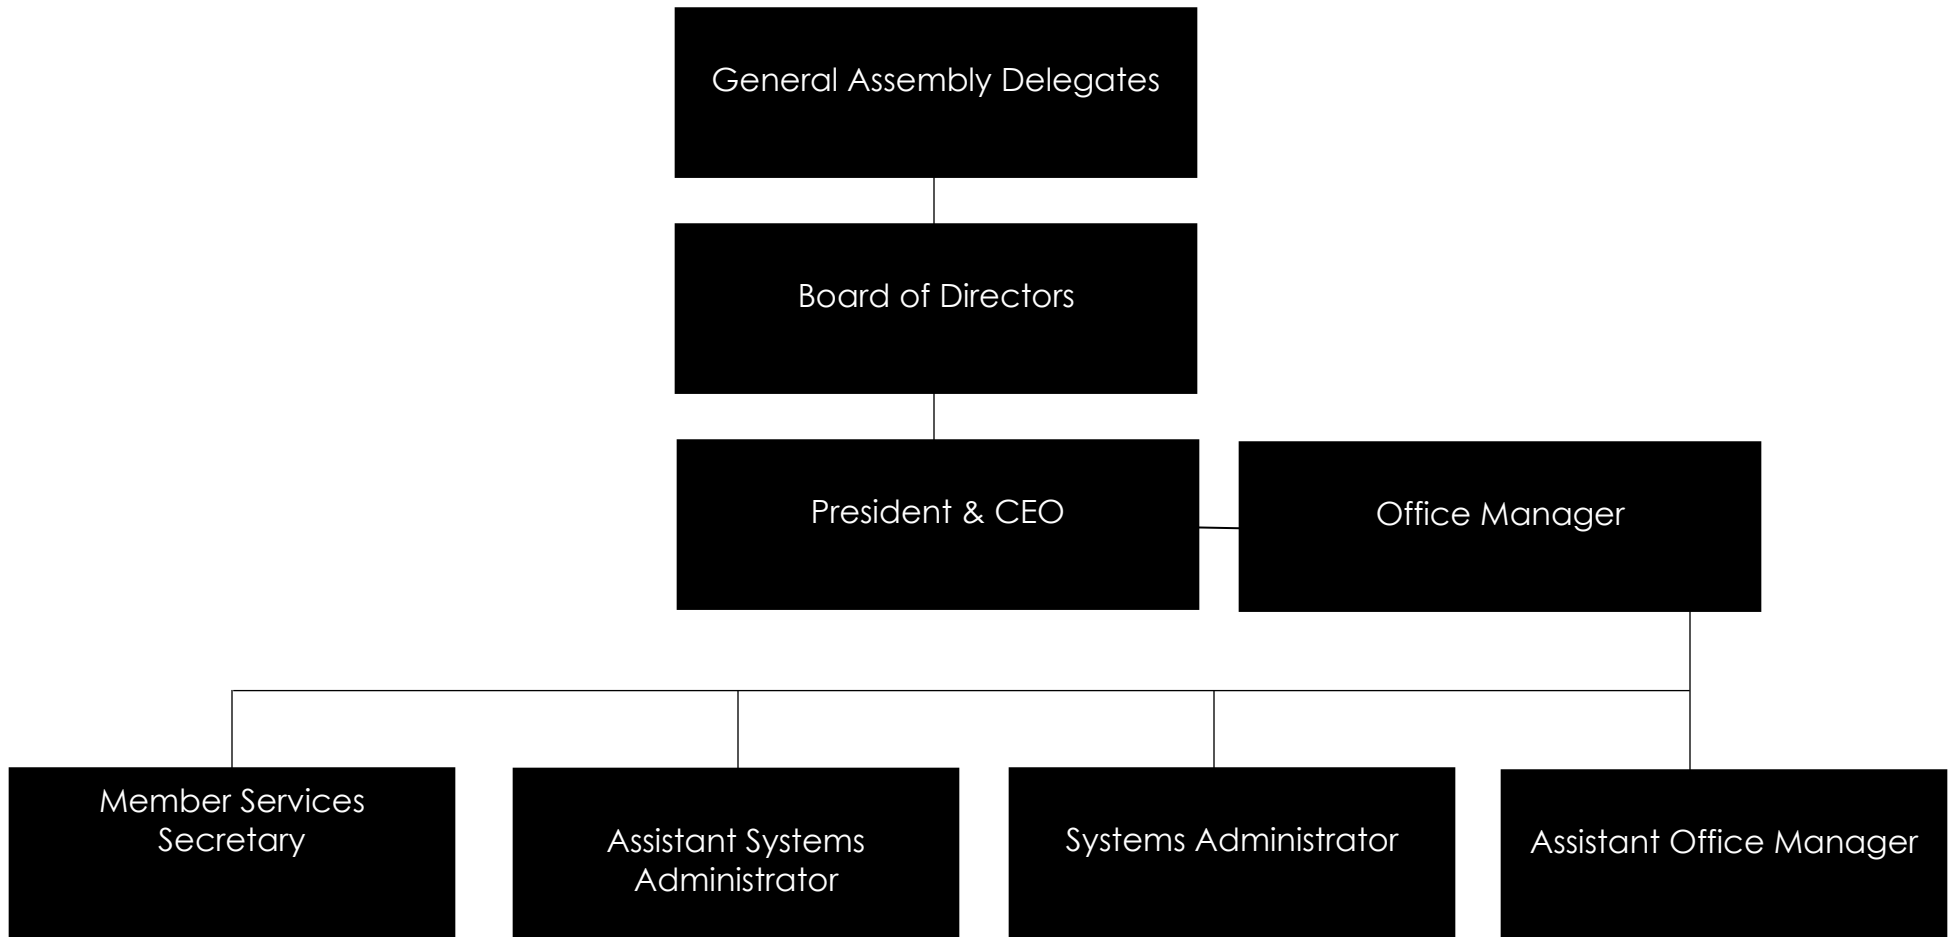 General Assembly Delegates
Board of Directors
President & CEO
Office Manager
Member Services
Secretary
Assistant Systems
Administrator
Systems Administrator
Assistant Office Manager